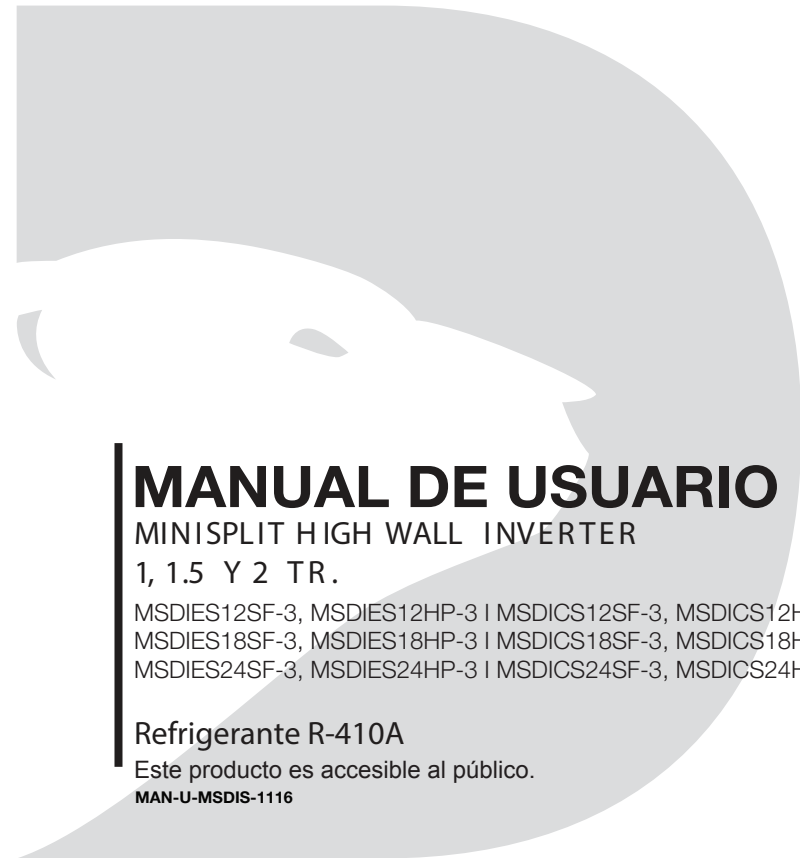 MANUAL DE USUARIO
MINISPLIT HIGH WALL INVERTER
1, 1.5 Y 2 TR.
MSDIES12SF-3, MSDIES12HP-3 I MSDICS12SF-3, MSDICS12H
MSDIES18SF-3, MSDIES18HP-3 I MSDICS18SF-3, MSDICS18H
MSDIES24SF-3, MSDIES24HP-3 I MSDICS24SF-3, MSDICS24H
Refrigerante R-410A
Este producto es accesible al público.
MAN-U-MSDIS-1116